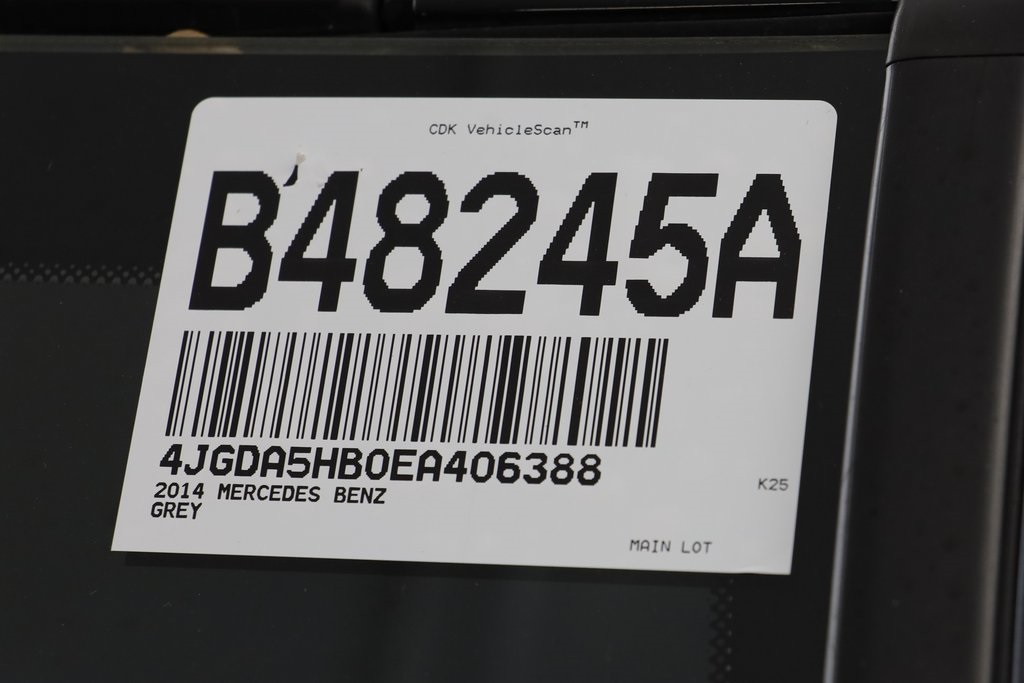 CDK VehicleScan™
B48245A
4JGDA5HB0EA406388
2014 MERCEDES BENZ
GREY
K25
MAIN LOT